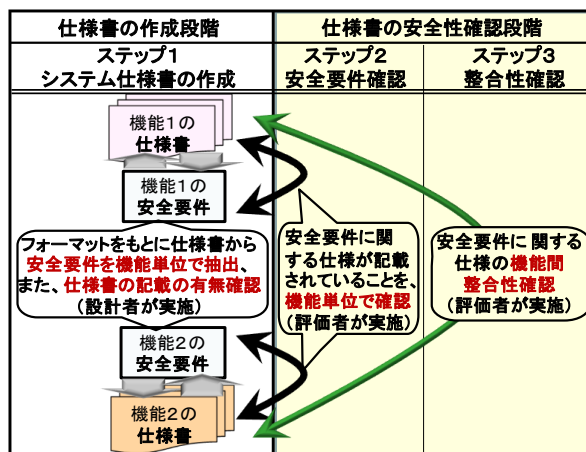 仕様書の作成段階
仕様書の安全性確認段階
ステップ1
システム仕様書の作成
ステップ2
安全要件確認
ステップ3
整合性確認
機能1の
仕様書
機能1の
安全要件
フォーマットをもとに仕様書から
安全要件を機能単位で抽出、
また、仕様書の記載の有無確認
(設計者が実施)
安全要件に関
する仕様が記載
されていることを、
機能単位で確認
(評価者が実施)
安全要件に関する
仕様の機能間
整合性確認
(評価者が実施)
機能2の
安全要件
機能2の
仕様書